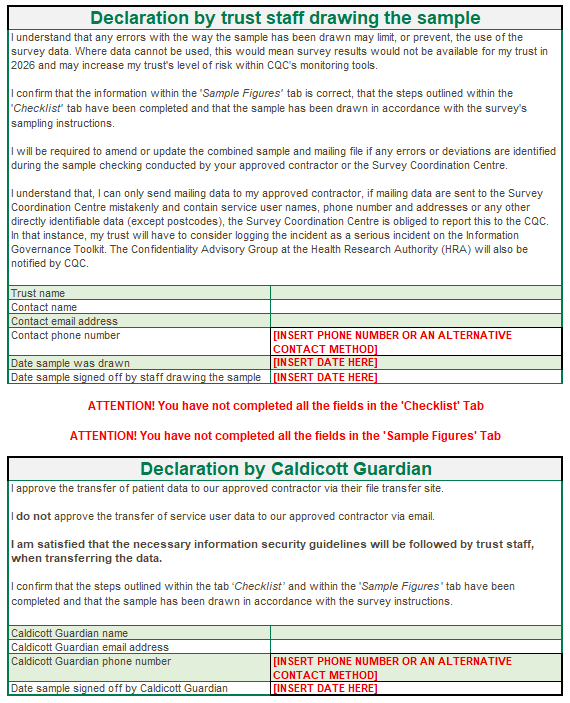 Declaration by trust staff drawing the sample
I understand that any errors with the way the sample has been drawn may limit, or prevent, the use of the
survey data. Where data cannot be used, this would mean survey results would not be available for my trust in
2026 and may increase my trust's level of risk within CQC's monitoring tools.
I confirm that the information within the 'Sample Figures' tab is correct, that the steps outlined within the
'Checklist' tab have been completed and that the sample has been drawn in accordance with the survey's
sampling instructions.
I will be required to amend or update the combined sample and mailing file if any errors or deviations are identified
during the sample checking conducted by your approved contractor or the Survey Coordination Centre.
I understand that, I can only send mailing data to my approved contractor, if mailing data are sent to the Survey
Coordination Centre mistakenly and contain service user names, phone number and addresses or any other
directly identifiable data (except postcodes), the Survey Coordination Centre is obliged to report this to the CQC.
In that instance, my trust will have to consider logging the incident as a serious incident on the Information
Governance Toolkit. The Confidentiality Advisory Group at the Health Research Authority (HRA) will also be
notified by CQC.
Trust name
Contact name
Contact email address
Contact phone number [INSERT PHONE NUMBER OR AN ALTERNATIVE
CONTACT METHOD]
Date sample was drawn [INSERT DATE HERE]
Date sample signed off by staff drawing the sample [INSERT DATE HERE]
ATTENTION! You have not completed all the fields in the 'Checklist' Tab
ATTENTION! You have not completed all the fields in the 'Sample Figures' Tab
Declaration by Caldicott Guardian
I approve the transfer of patient data to our approved contractor via their file transfer site.
I do not approve the transfer of service user data to our approved contractor via email.
I am satisfied that the necessary information security guidelines will be followed by trust staff,
when transferring the data.
I confirm that the steps outlined within the tab 'Checklist' and within the 'Sample Figures' tab have been
completed and that the sample has been drawn in accordance with the survey instructions.
Caldicott Guardian name
Caldicott Guardian email address
Caldicott Guardian phone number [INSERT PHONE NUMBER OR AN ALTERNATIVE
CONTACT METHOD]
Date sample signed off by Caldicott Guardian [INSERT DATE HERE]